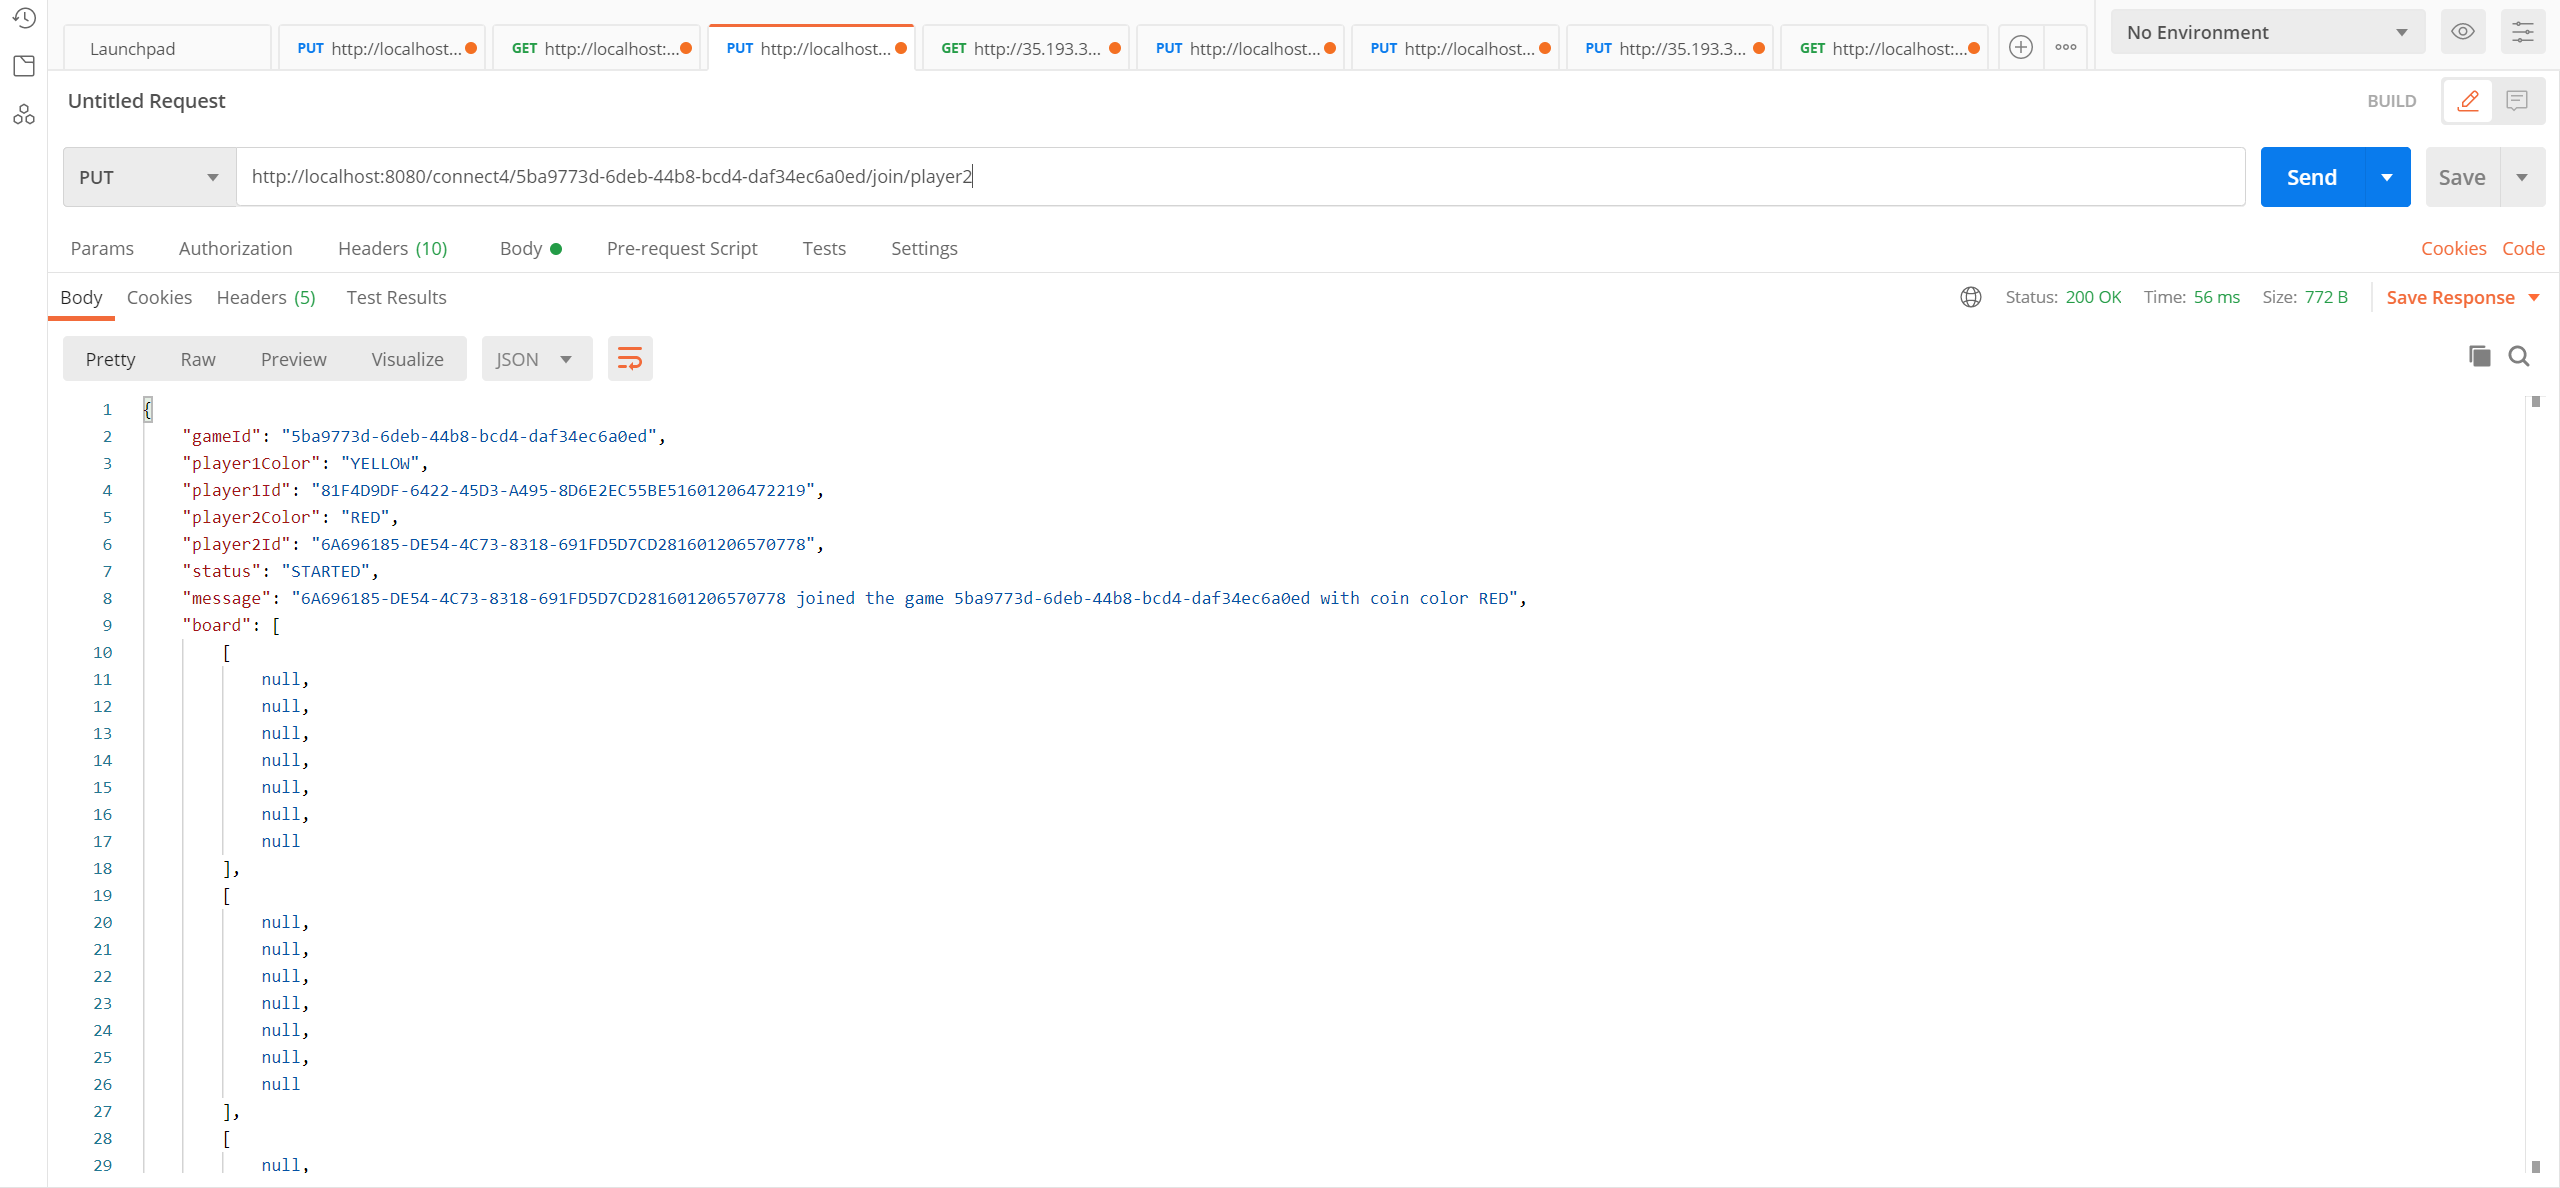 Launchpad
PUT http://localhost...
GET http://localhost:...
PUT http://localhost...
GET http://35.193.3...
PUT http://localhost...
PUT http://localhost...
PUT http://35.193.3...
GET http://localhost:...
No Environment
Untitled Request
BUILD
PUT
http://localhost:8080/connect4/5ba9773d-6deb-44b8-bcd4-daf34ec6a0ed/join/player2
Send
Save
Params Authorization Headers (10) Body Pre-request Script Tests Settings Cookies Code
Body Cookies Headers (5) Test Results Status: 200 OK Time: 56 ms Size: 772 B Save Response
Pretty Raw Preview Visualize JSON
1 {
2 "gameId": "5ba9773d-6deb-44b8-bcd4-daf34ec6a0ed",
3 "player1Color": "YELLOW",
4 "player1Id": "81F4D9DF-6422-45D3-A495-8D6E2EC55BE51601206472219",
5 "player2Color": "RED",
6 "player2Id": "6A696185-DE54-4C73-8318-691FD5D7CD281601206570778",
7 "status": "STARTED",
8 "message": "6A696185-DE54-4C73-8318-691FD5D7CD281601206570778 joined the game 5ba9773d-6deb-44b8-bcd4-daf34ec6a0ed with coin color RED",
9 "board": [
10 [
11 null,
12 null,
13 null,
14 null,
15 null,
16 null,
17 null
18 ],
19 [
20 null,
21 null,
22 null,
23 null,
24 null,
25 null,
26 null
27 ],
28 [
29 null,